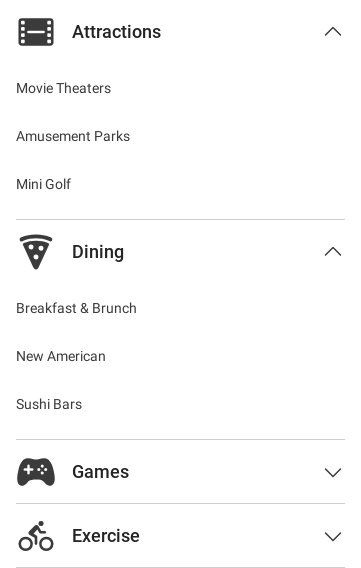 Attractions
Movie Theaters
Amusement Parks
Mini Golf
Dining
Breakfast & Brunch
New American
Sushi Bars
Games
Exercise